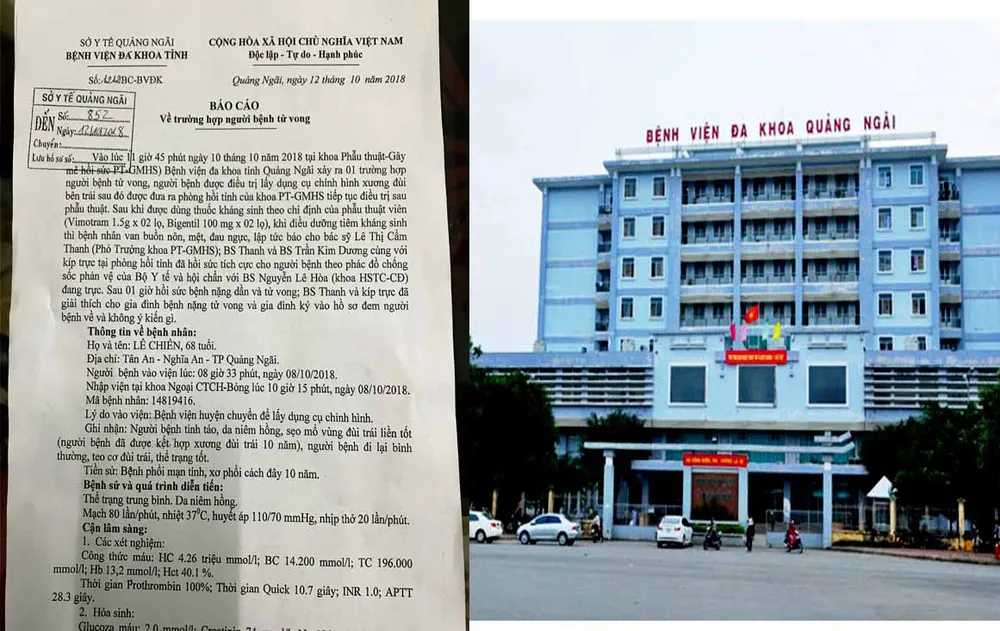 SỞ Y TẾ QUẢNG NGÃI
BỆNH VIỆN ĐA KHOA TỈNH
CỘNG HÒA XÃ HỘI CHỦ NGHĨA VIỆT NAM
Độc lập - Tự do - Hạnh phúc
Số: BC-BVĐK
Quảng Ngãi, ngày 12 tháng 10 năm 2018
SỞ Y TẾ QUẢNG NGÃI
ĐẾN
Số: 852
Ngày:
Chuyển:
Lưu hồ sơ số:
BÁO CÁO
Về trường hợp người bệnh tử vong
Vào lúc 11 giờ 45 phút ngày 10 tháng 10 năm 2018 tại khoa Phẫu thuật-Gây
mê hồi sức PT-GMHS) Bệnh viện đa khoa tỉnh Quảng Ngãi xảy ra 01 trường hợp
người bệnh tử vong, người bệnh được điều trị lấy dụng cụ chỉnh hình xương đùi
bên trái sau đó được đưa ra phòng hồi tỉnh của khoa PT-GMHS tiếp tục điều trị sau
phẫu thuật. Sau khi được dùng thuốc kháng sinh theo chỉ định của phẫu thuật viên
(Vimotram 1.5g x 02 lọ, Bigentil 100 mg x 02 lọ), khi điều dưỡng tiêm kháng sinh
thì bệnh nhân van buồn nôn, mệt, đau ngực, lập tức báo cho bác sỹ Lê Thị Cẩm
Thanh (Phó Trưởng khoa PT-GMHS); BS Thanh và BS Trần Kim Dương cùng với
kíp trực tại phòng hồi tỉnh đã hồi sức tích cực cho người bệnh theo phác đồ chống
sốc phản vệ của Bộ Y tế và hội chẩn với BS Nguyễn Lê Hòa (khoa HSTC-CĐ)
đang trực. Sau 01 giờ hồi sức bệnh nặng dần và tử vong; BS Thanh và kíp trực đã
giải thích cho gia đình bệnh nặng tử vong và gia đình ký vào hồ sơ đem người
bệnh về và không ý kiến gì.
Thông tin về bệnh nhân:
Họ và tên: LÊ CHIẾN, 68 tuổi.
Địa chỉ: Tân An - Nghĩa An - TP Quảng Ngãi.
Người bệnh vào viện lúc: 08 giờ 33 phút, ngày 08/10/2018.
Nhập viện tại khoa Ngoại CTCH-Bỏng lúc 10 giờ 15 phút, ngày 08/10/2018.
Mã bệnh nhân: 14819416.
Lý do vào viện: Bệnh viện huyện chuyển để lấy dụng cụ chỉnh hình.
Ghi nhận: Người bệnh tỉnh táo, da niêm hồng, sẹo mổ vùng đùi trái liền tốt
(người bệnh đã được kết hợp xương đùi trái 10 năm), người bệnh đi lại bình
thường, teo cơ đùi trái, thể trạng tốt.
Tiền sử: Bệnh phổi mạn tính, xơ phổi cách đây 10 năm.
Bệnh sử và quá trình diễn tiến:
Thể trạng trung bình. Da niêm hồng.
Mạch 80 lần/phút, nhiệt 37⁰C, huyết áp 110/70 mmHg, nhịp thở 20 lần/phút.
Cận lâm sàng:
1. Các xét nghiệm:
Công thức máu: HC 4.26 triệu mmol/l; BC 14.200 mmol/l; TC 196.000
mmol/l; Hb 13,2 mmol/l; Hct 40.1 %.
Thời gian Prothrombin 100%; Thời gian Quick 10.7 giây; INR 1.0; APTT
28.3 giây.
2. Hóa sinh:
Glucoza máu: 2.0 mmol/l; Creatinin 74
BỆNH VIỆN ĐA KHOA QUẢNG NGÃI